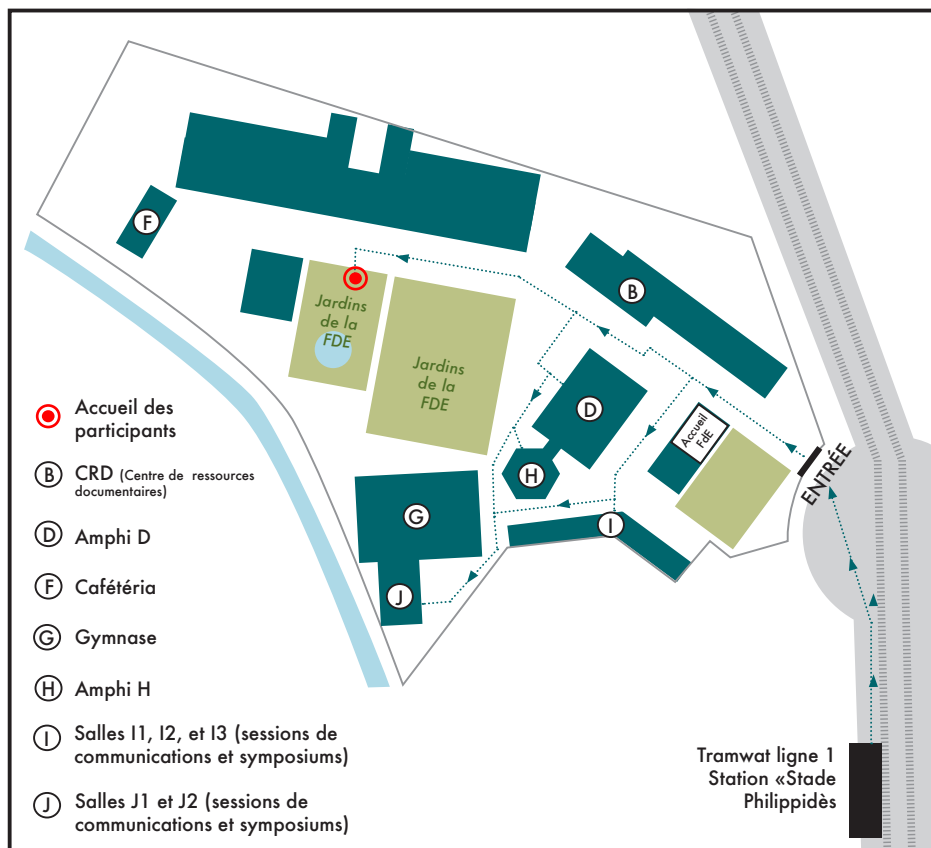 F
B
Jardins
de la
FDE
Jardins
de la
FDE
D
Accueil
FdE
H
ENTRÉE
G
I
J
Accueil des
participants
B CRD (Centre de ressources
documentaires)
D Amphi D
F Cafétéria
G Gymnase
H Amphi H
I Salles I1, I2, et I3 (sessions de
communications et symposiums)
J Salles J1 et J2 (sessions de
communications et symposiums)
Tramwat ligne 1
Station «Stade
Philippidès